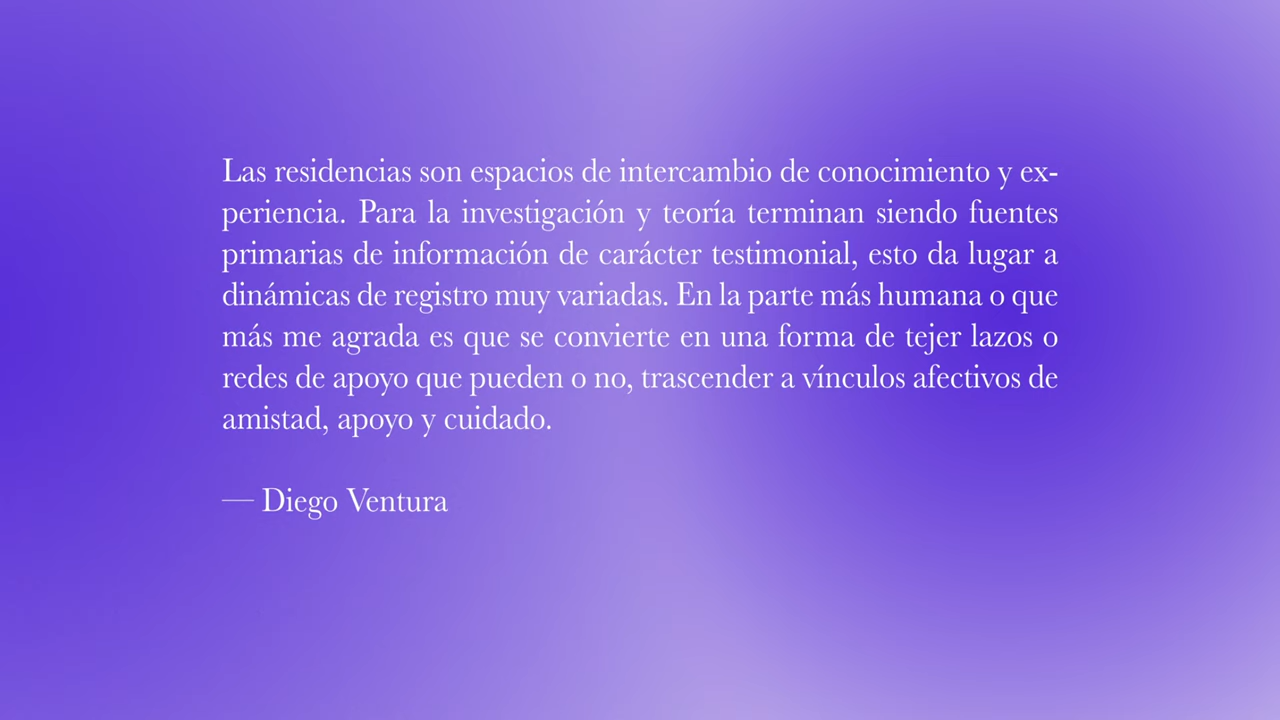 Las residencias son espacios de intercambio de conocimiento y ex-
periencia. Para la investigación y teoría terminan siendo fuentes
primarias de información de carácter testimonial, esto da lugar a
dinámicas de registro muy variadas. En la parte más humana o que
más me agrada es que se convierte en una forma de tejer lazos o
redes de apoyo que pueden o no, trascender a vínculos afectivos de
amistad, apoyo y cuidado.
— Diego Ventura